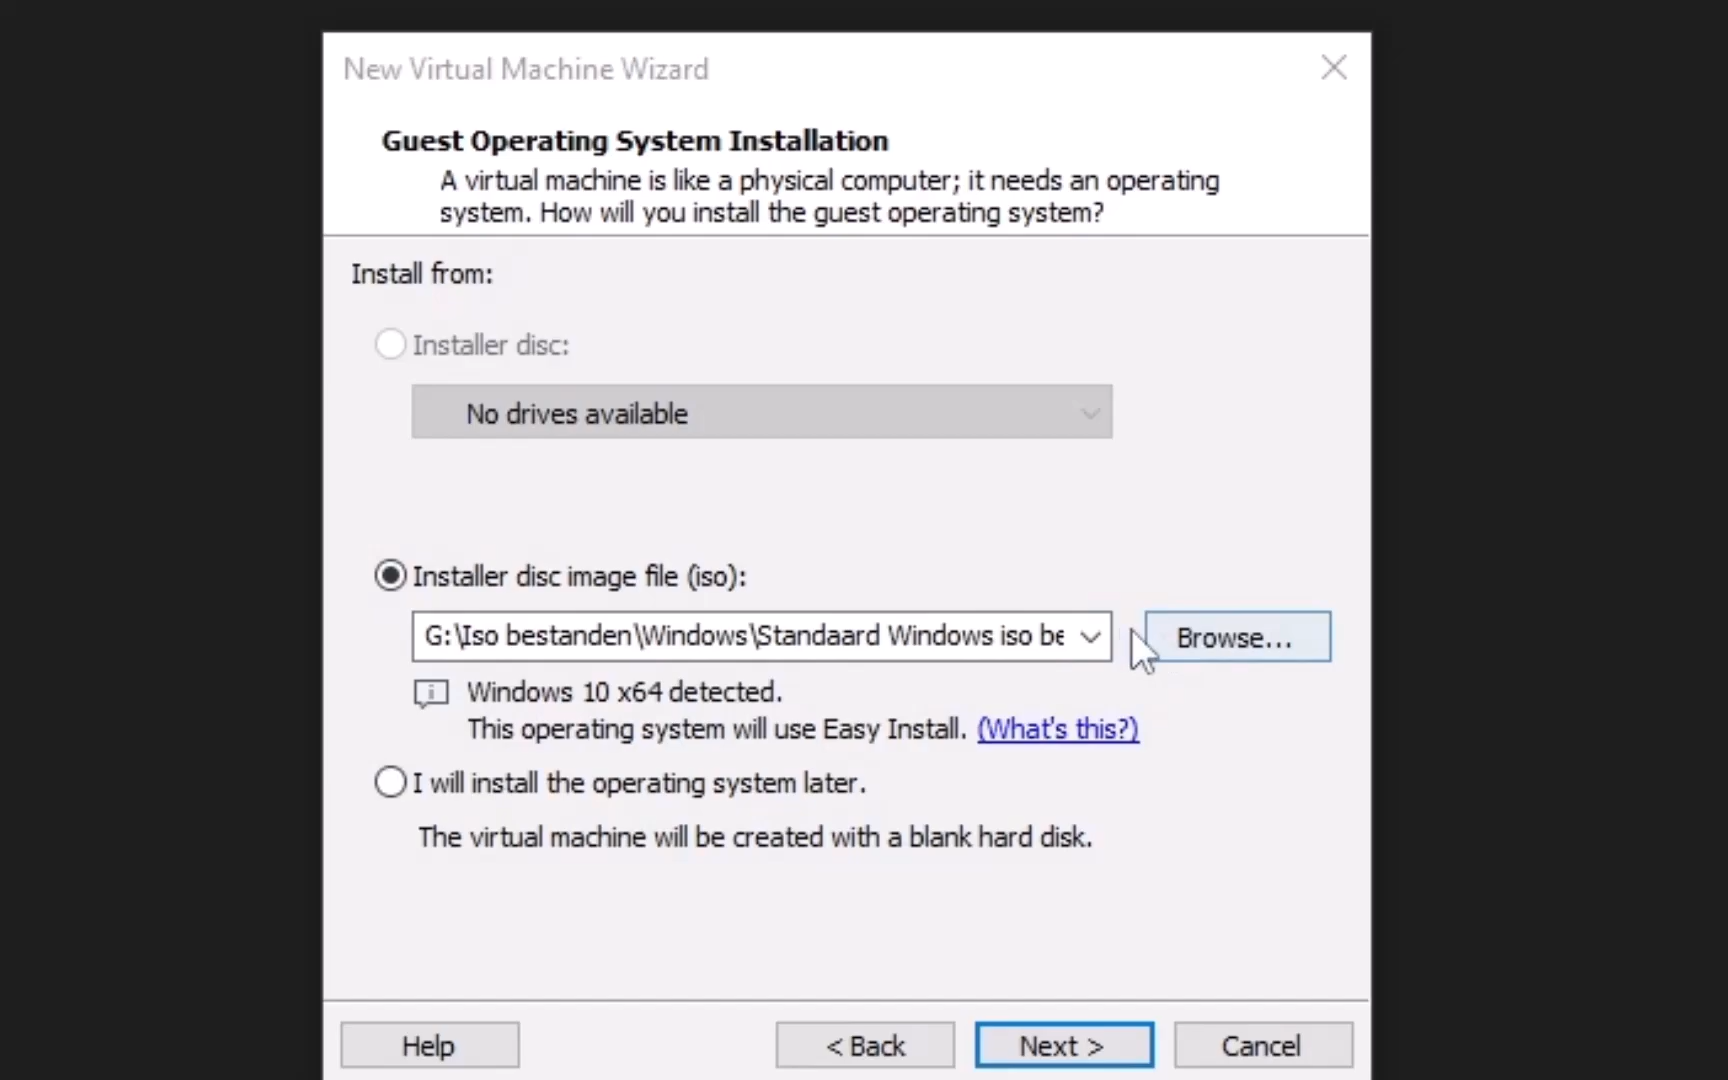 New Virtual Machine Wizard
Guest Operating System Installation
A virtual machine is like a physical computer; it needs an operating
system. How will you install the guest operating system?
Install from:
Installer disc:
No drives available
Installer disc image file (iso):
G:\Iso bestanden\Windows\Standaard Windows iso be
Browse...
Windows 10 x64 detected.
This operating system will use Easy Install. (What's this?)
I will install the operating system later.
The virtual machine will be created with a blank hard disk.
Help
< Back
Next >
Cancel